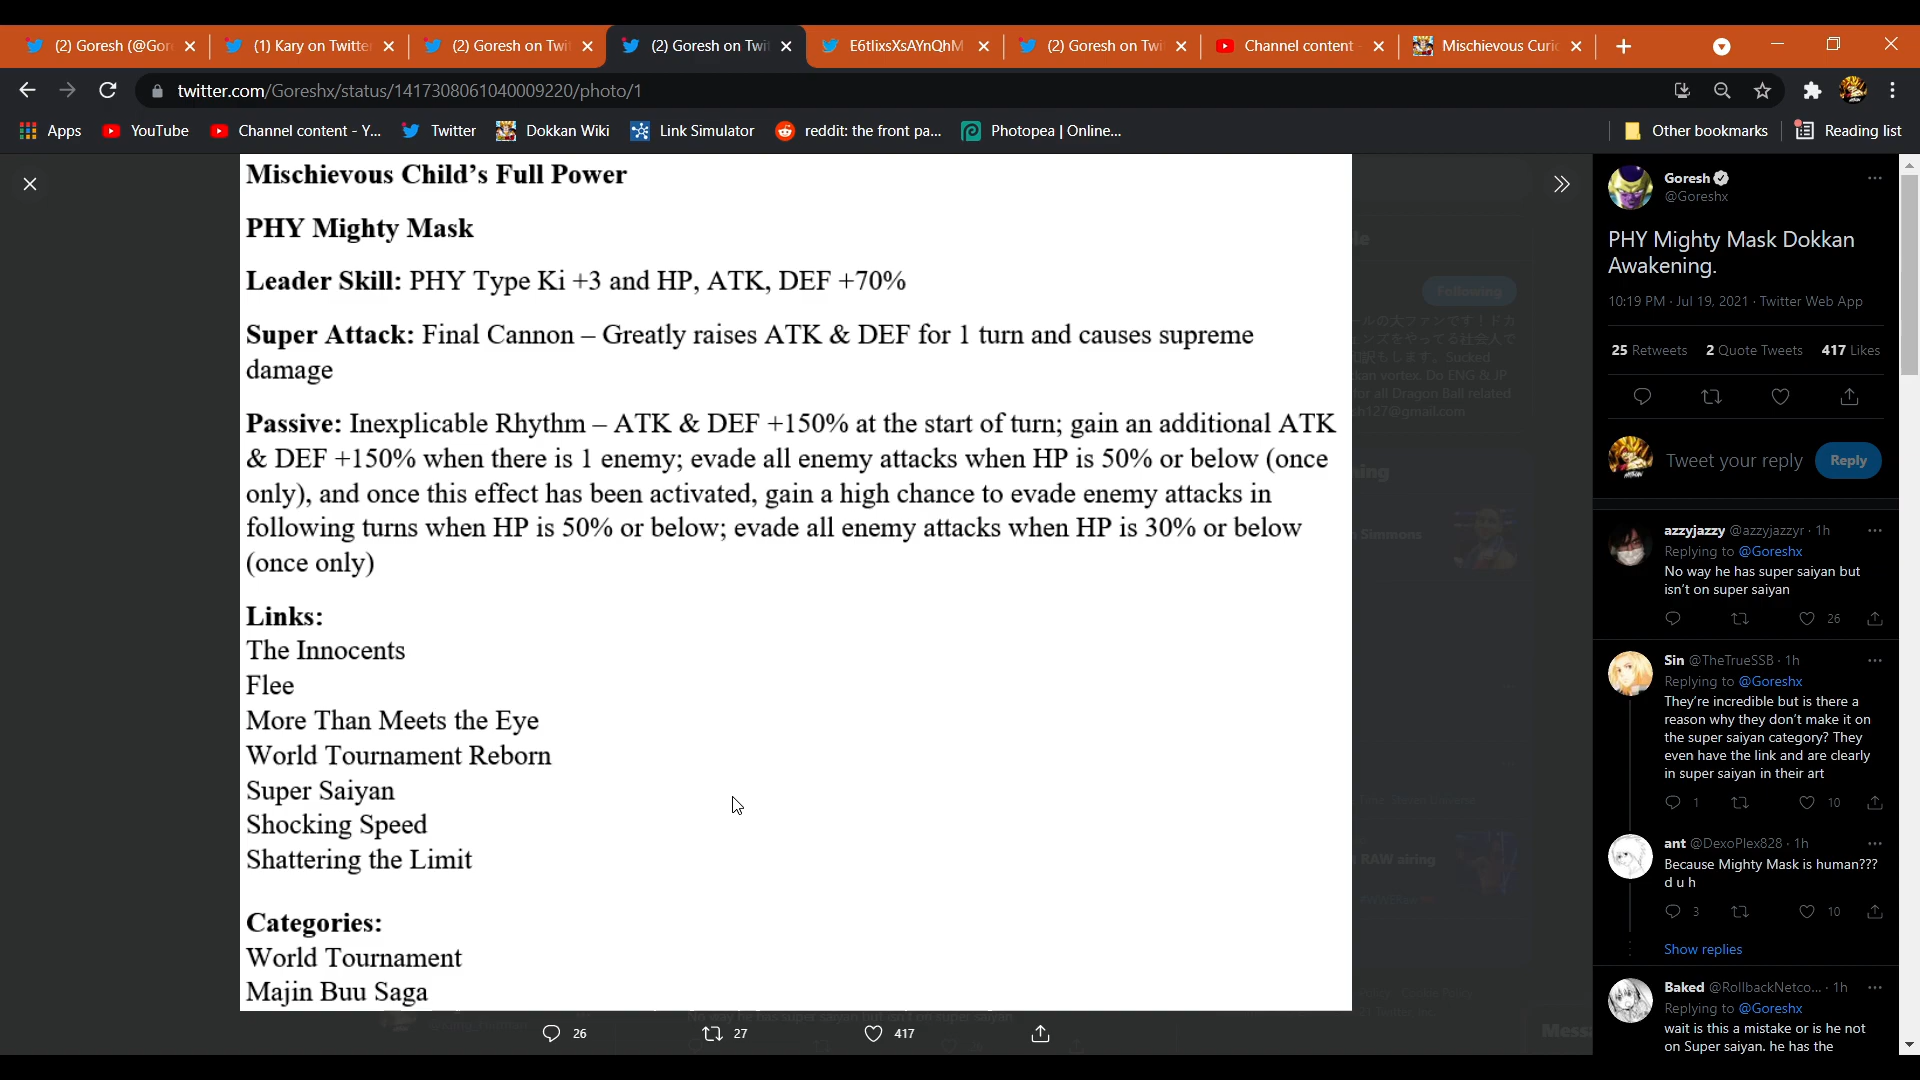 (2) Goresh (@Gor
(1) Kary on Twitte
(2) Goresh on Twi
(2) Goresh on Twi
E6tlixsXsAYnQhM
(2) Goresh on Twi
Channel content
Mischievous Curi
twitter.com/Goreshx/status/1417308061040009220/photo/1
Apps
YouTube
Channel content - Y...
Twitter
Dokkan Wiki
Link Simulator
reddit: the front pa...
Photopea | Online...
Other bookmarks
Reading list
Mischievous Child’s Full Power
PHY Mighty Mask
Leader Skill: PHY Type Ki +3 and HP, ATK, DEF +70%
Super Attack: Final Cannon – Greatly raises ATK & DEF for 1 turn and causes supreme
damage
Passive: Inexplicable Rhythm – ATK & DEF +150% at the start of turn; gain an additional ATK
& DEF +150% when there is 1 enemy; evade all enemy attacks when HP is 50% or below (once
only), and once this effect has been activated, gain a high chance to evade enemy attacks in
following turns when HP is 50% or below; evade all enemy attacks when HP is 30% or below
(once only)
Links:
The Innocents
Flee
More Than Meets the Eye
World Tournament Reborn
Super Saiyan
Shocking Speed
Shattering the Limit
Categories:
World Tournament
Majin Buu Saga
26
27
417
Following
Simmons
RAW airing
Goresh
@Goreshx
PHY Mighty Mask Dokkan
Awakening.
10:19 PM · Jul 19, 2021 · Twitter Web App
25 Retweets 2 Quote Tweets 417 Likes
Tweet your reply
Reply
azzyjazzy @azzyjazzyr · 1h
Replying to @Goreshx
No way he has super saiyan but
isn’t on super saiyan
26
Sin @TheTrueSSB · 1h
Replying to @Goreshx
They’re incredible but is there a
reason why they don’t make it on
the super saiyan category? They
even have the link and are clearly
in super saiyan in their art
1 10
ant @DexoPlex828 · 1h
Because Mighty Mask is human???
d u h
3 10
Show replies
Baked @RollbackNetco... · 1h
Replying to @Goreshx
wait is this a mistake or is he not
on Super saiyan. he has the